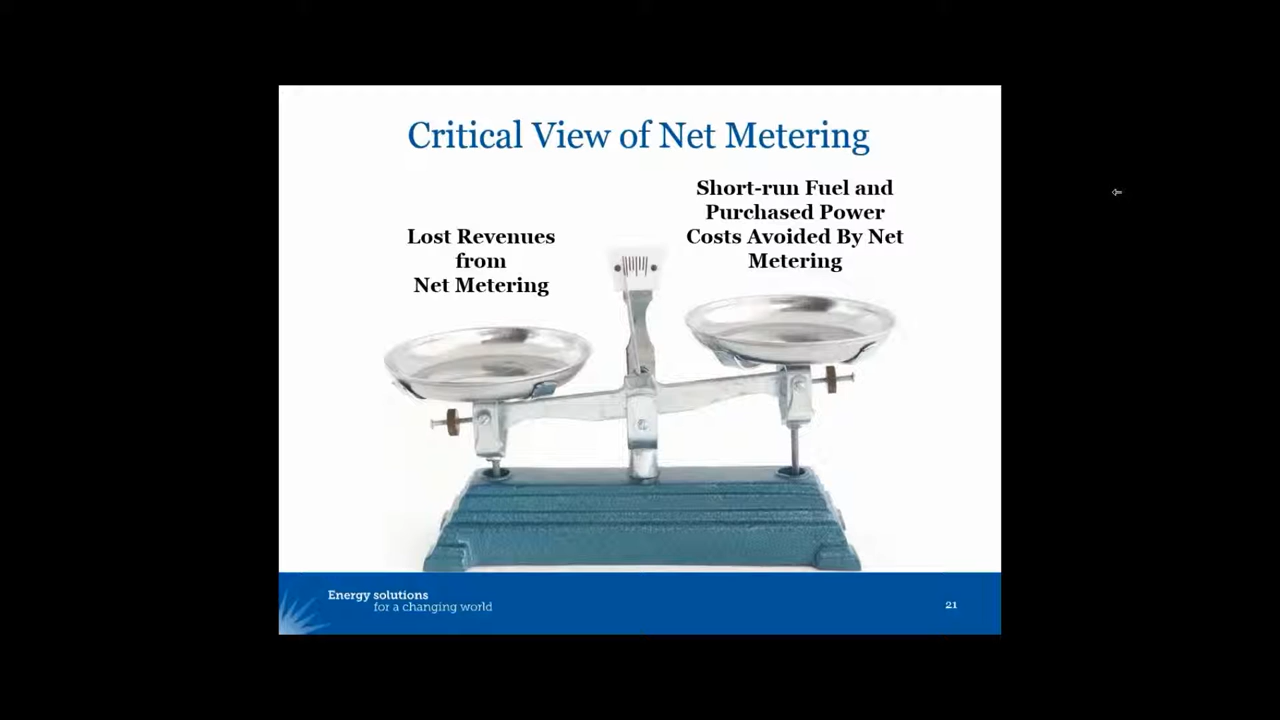 Critical View of Net Metering
Lost Revenues
from
Net Metering
Short-run Fuel and
Purchased Power
Costs Avoided By Net
Metering
Energy solutions
for a changing world
21